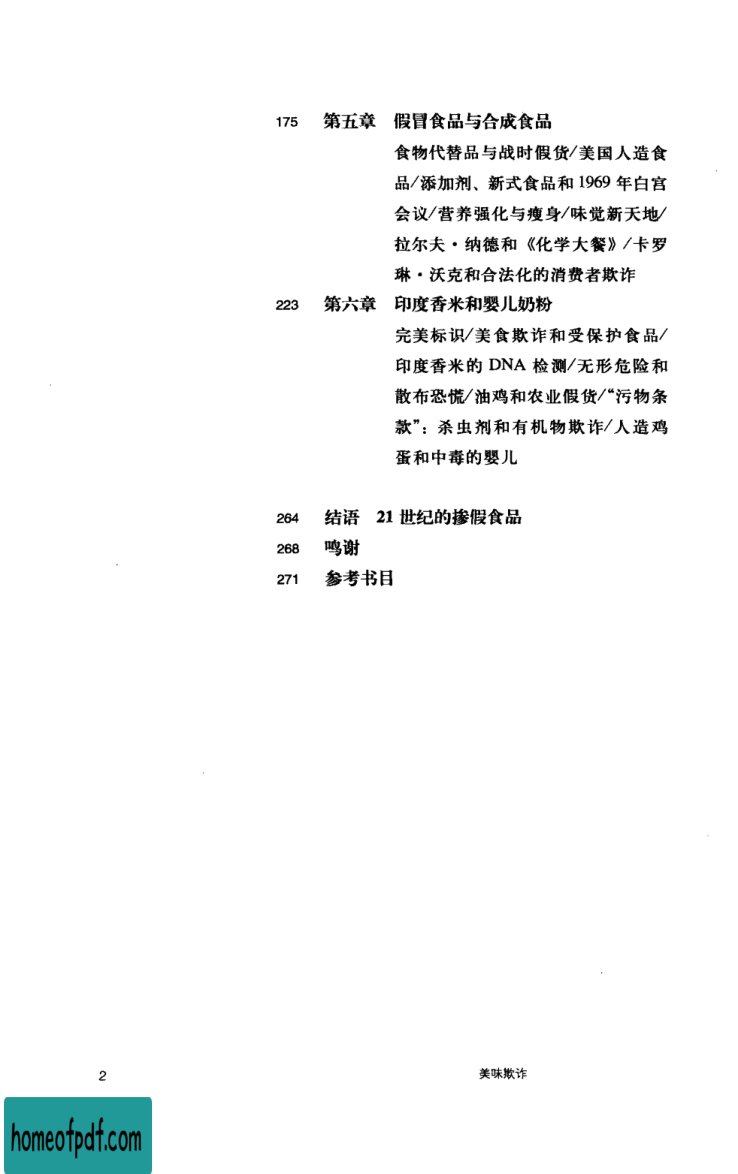 175 第五章 假冒食品与合成食品
食物代替品与战时假货/美国人造食
品/添加剂、新式食品和 1969 年白宫
会议/营养强化与瘦身/味觉新天地/
拉尔夫·纳德和《化学大餐》/卡罗
琳·沃克和合法化的消费者欺诈
223 第六章 印度香米和婴儿奶粉
完美标识/美食欺诈和受保护食品/
印度香米的 DNA 检测/无形危险和
散布恐慌/油鸡和农业假货/“污物条
款”：杀虫剂和有机物欺诈/人造鸡
蛋和中毒的婴儿
264 结语 21 世纪的掺假食品
268 鸣谢
271 参考书目
2 美味欺诈
homeofpdf.com